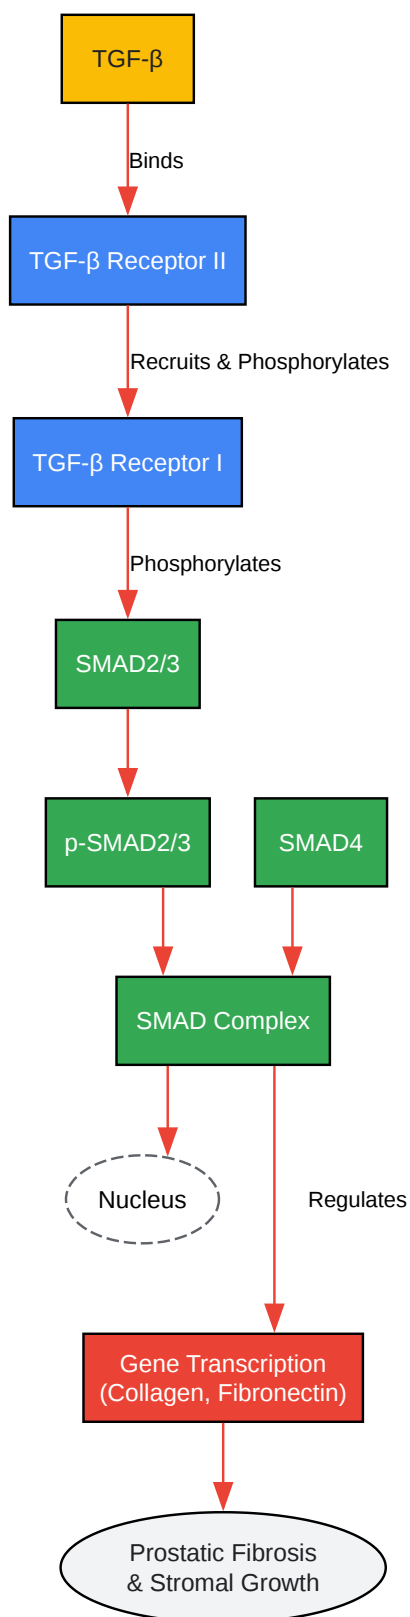 TGF-β
Binds
TGF-β Receptor II
Recruits & Phosphorylates
TGF-β Receptor I
Phosphorylates
SMAD2/3
p-SMAD2/3
SMAD4
SMAD Complex
Nucleus
Regulates
Gene Transcription
(Collagen, Fibronectin)
Prostatic Fibrosis
& Stromal Growth